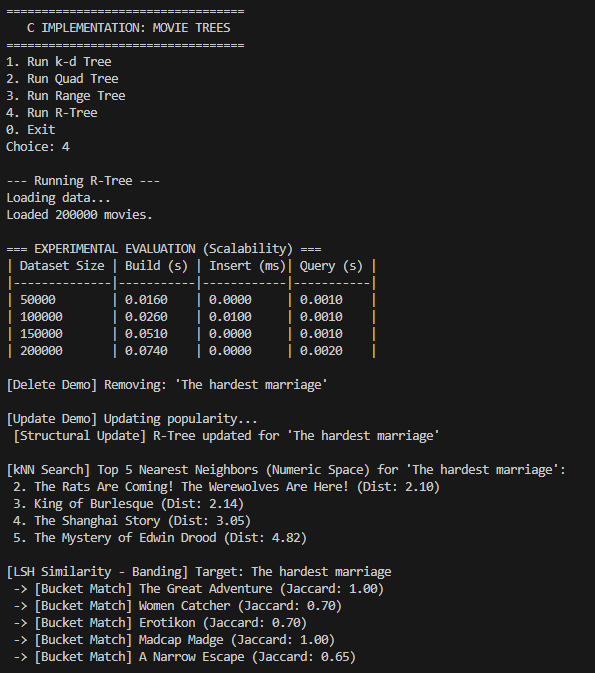 ==================================
   C IMPLEMENTATION: MOVIE TREES
==================================
1. Run k-d Tree
2. Run Quad Tree
3. Run Range Tree
4. Run R-Tree
0. Exit
Choice: 4

--- Running R-Tree ---
Loading data...
Loaded 200000 movies.

=== EXPERIMENTAL EVALUATION (Scalability) ===
| Dataset Size | Build (s) | Insert (ms)| Query (s) |
|--------------|-----------|------------|-----------|
| 50000        | 0.0160    | 0.0000     | 0.0010    |
| 100000       | 0.0260    | 0.0100     | 0.0010    |
| 150000       | 0.0510    | 0.0000     | 0.0010    |
| 200000       | 0.0740    | 0.0000     | 0.0020    |

[Delete Demo] Removing: 'The hardest marriage'

[Update Demo] Updating popularity...
 [Structural Update] R-Tree updated for 'The hardest marriage'

[kNN Search] Top 5 Nearest Neighbors (Numeric Space) for 'The hardest marriage':
 2. The Rats Are Coming! The Werewolves Are Here! (Dist: 2.10)
 3. King of Burlesque (Dist: 2.14)
 4. The Shanghai Story (Dist: 3.05)
 5. The Mystery of Edwin Drood (Dist: 4.82)

[LSH Similarity - Banding] Target: The hardest marriage
 -> [Bucket Match] The Great Adventure (Jaccard: 1.00)
 -> [Bucket Match] Women Catcher (Jaccard: 0.70)
 -> [Bucket Match] Erotikon (Jaccard: 0.70)
 -> [Bucket Match] Madcap Madge (Jaccard: 1.00)
 -> [Bucket Match] A Narrow Escape (Jaccard: 0.65)